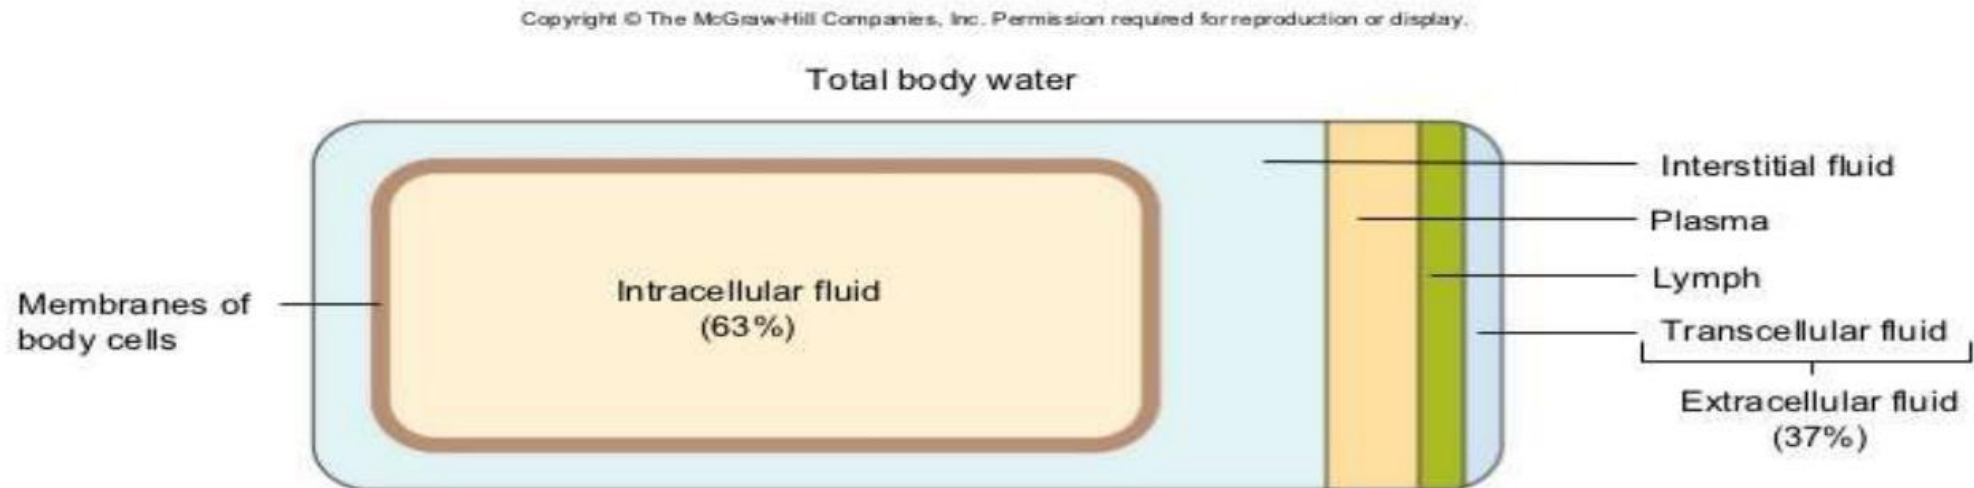 Copyright © The McGraw-Hill Companies, Inc. Permission required for reproduction or display.
Total body water
Interstitial fluid
Plasma
Lymph
Transcellular fluid
Extracellular fluid
(37%)
Intracellular fluid
(63%)
Membranes of
body cells